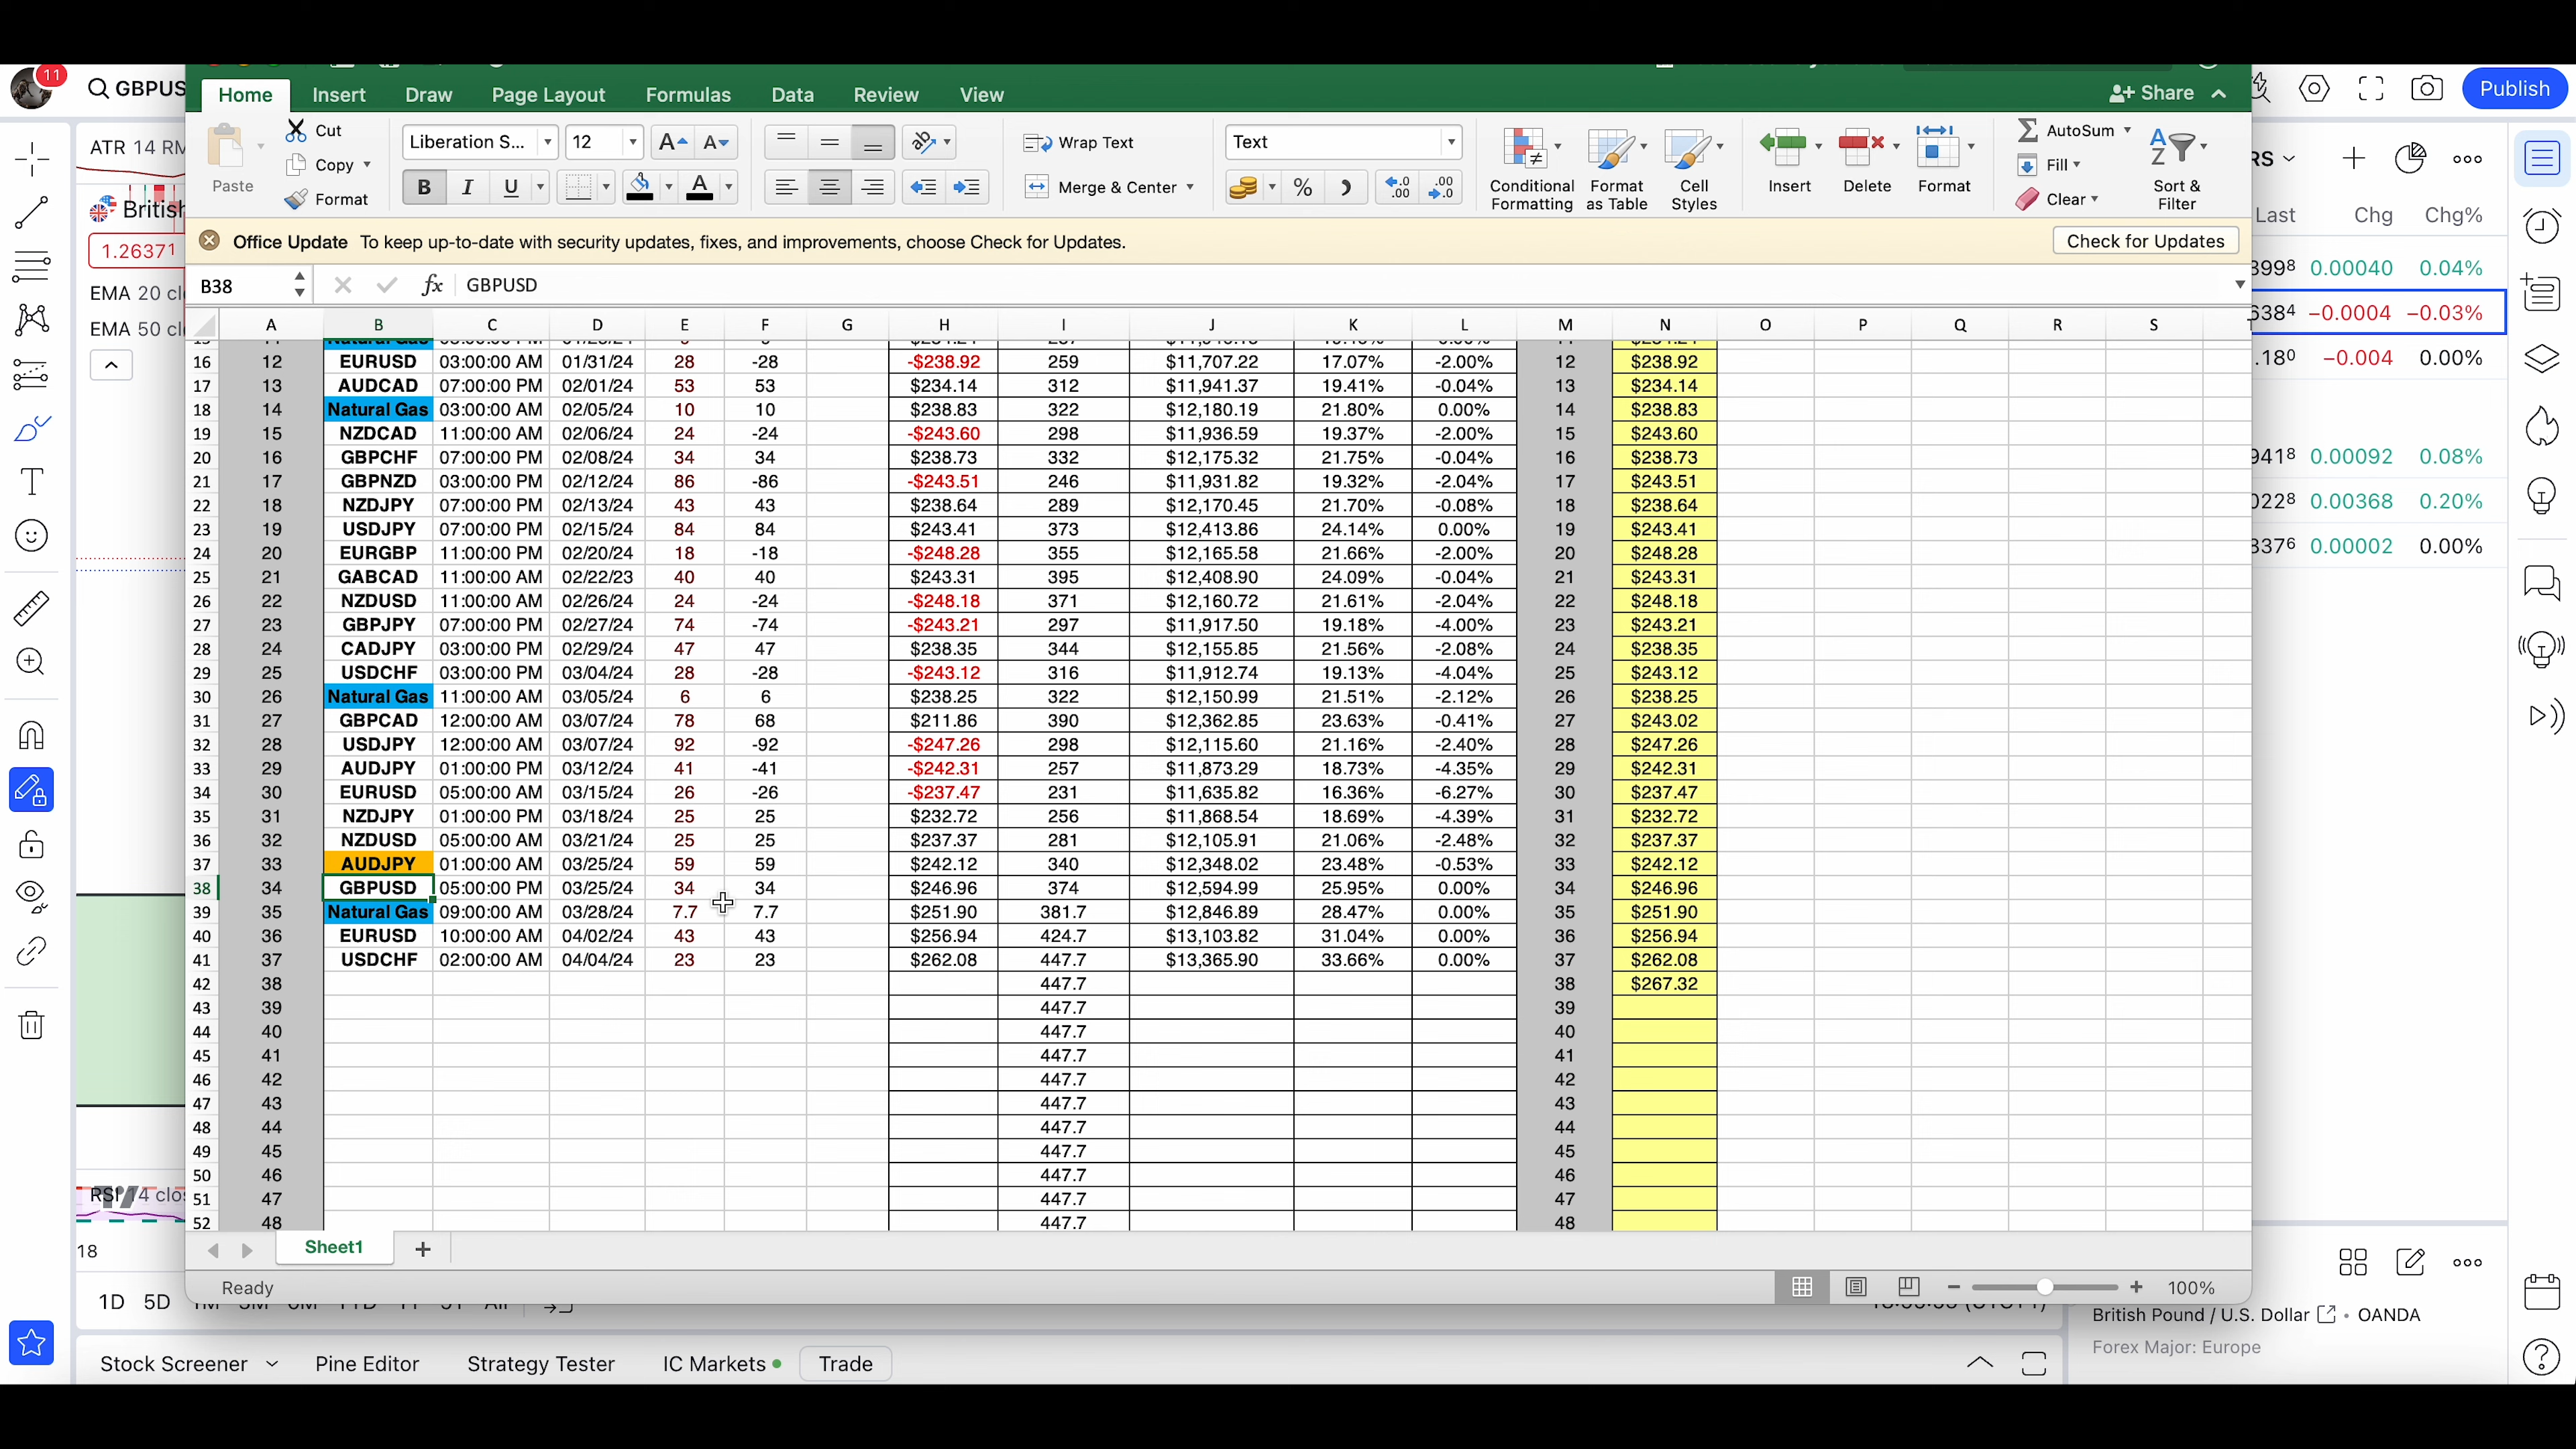 11
GBPUS
Home Insert Draw Page Layout Formulas Data Review View
Share
Publish
ATR 14 RM
Paste
Cut
Copy
Format
Liberation S... 12
B I U
Wrap Text
Merge & Center
Text
%
Conditional Formatting
Format as Table
Cell Styles
Insert
Delete
Format
AutoSum
Fill
Clear
Sort & Filter
RS
Last Chg Chg%
British
1.26371
EMA 20 cl
EMA 50 cl
Office Update To keep up-to-date with security updates, fixes, and improvements, choose Check for Updates.
Check for Updates
B38 fx GBPUSD
3998 0.00040 0.04%
6384 −0.0004 −0.03%
.180 −0.004 0.00%
9418 0.00092 0.08%
0228 0.00368 0.20%
3376 0.00002 0.00%
A B C D E F G H I J K L M N O P Q R S
16 12 EURUSD 03:00:00 AM 01/31/24 28 -28 -$238.92 259 $11,707.22 17.07% -2.00% 12 $238.92
17 13 AUDCAD 07:00:00 PM 02/01/24 53 53 $234.14 312 $11,941.37 19.41% -0.04% 13 $234.14
18 14 Natural Gas 03:00:00 AM 02/05/24 10 10 $238.83 322 $12,180.19 21.80% 0.00% 14 $238.83
19 15 NZDCAD 11:00:00 AM 02/06/24 24 -24 -$243.60 298 $11,936.59 19.37% -2.00% 15 $243.60
20 16 GBPCHF 07:00:00 PM 02/08/24 34 34 $238.73 332 $12,175.32 21.75% -0.04% 16 $238.73
21 17 GBPNZD 03:00:00 PM 02/12/24 86 -86 -$243.51 246 $11,931.82 19.32% -2.04% 17 $243.51
22 18 NZDJPY 07:00:00 PM 02/13/24 43 43 $238.64 289 $12,170.45 21.70% -0.08% 18 $238.64
23 19 USDJPY 07:00:00 PM 02/15/24 84 84 $243.41 373 $12,413.86 24.14% 0.00% 19 $243.41
24 20 EURGBP 11:00:00 PM 02/20/24 18 -18 -$248.28 355 $12,165.58 21.66% -2.00% 20 $248.28
25 21 GABCAD 11:00:00 AM 02/22/23 40 40 $243.31 395 $12,408.90 24.09% -0.04% 21 $243.31
26 22 NZDUSD 11:00:00 AM 02/26/24 24 -24 -$248.18 371 $12,160.72 21.61% -2.04% 22 $248.18
27 23 GBPJPY 07:00:00 PM 02/27/24 74 -74 -$243.21 297 $11,917.50 19.18% -4.00% 23 $243.21
28 24 CADJPY 03:00:00 PM 02/29/24 47 47 $238.35 344 $12,155.85 21.56% -2.08% 24 $238.35
29 25 USDCHF 03:00:00 PM 03/04/24 28 -28 -$243.12 316 $11,912.74 19.13% -4.04% 25 $243.12
30 26 Natural Gas 11:00:00 AM 03/05/24 6 6 $238.25 322 $12,150.99 21.51% -2.12% 26 $238.25
31 27 GBPCAD 12:00:00 AM 03/07/24 78 68 $211.86 390 $12,362.85 23.63% -0.41% 27 $243.02
32 28 USDJPY 12:00:00 AM 03/07/24 92 -92 -$247.26 298 $12,115.60 21.16% -2.40% 28 $247.26
33 29 AUDJPY 01:00:00 PM 03/12/24 41 -41 -$242.31 257 $11,873.29 18.73% -4.35% 29 $242.31
34 30 EURUSD 05:00:00 AM 03/15/24 26 -26 -$237.47 231 $11,635.82 16.36% -6.27% 30 $237.47
35 31 NZDJPY 01:00:00 PM 03/18/24 25 25 $232.72 256 $11,868.54 18.69% -4.39% 31 $232.72
36 32 NZDUSD 05:00:00 AM 03/21/24 25 25 $237.37 281 $12,105.91 21.06% -2.48% 32 $237.37
37 33 AUDJPY 01:00:00 AM 03/25/24 59 59 $242.12 340 $12,348.02 23.48% -0.53% 33 $242.12
38 34 GBPUSD 05:00:00 PM 03/25/24 34 34 $246.96 374 $12,594.99 25.95% 0.00% 34 $246.96
39 35 Natural Gas 09:00:00 AM 03/28/24 7.7 7.7 $251.90 381.7 $12,846.89 28.47% 0.00% 35 $251.90
40 36 EURUSD 10:00:00 AM 04/02/24 43 43 $256.94 424.7 $13,103.82 31.04% 0.00% 36 $256.94
41 37 USDCHF 02:00:00 AM 04/04/24 23 23 $262.08 447.7 $13,365.90 33.66% 0.00% 37 $262.08
42 38 447.7 38 $267.32
43 39 447.7 39
44 40 447.7 40
45 41 447.7 41
46 42 447.7 42
47 43 447.7 43
48 44 447.7 44
49 45 447.7 45
50 46 447.7 46
51 47 447.7 47
52 48 447.7 48
RSI 14 clos
18
Sheet1
Ready
100%
1D 5D
British Pound / U.S. Dollar • OANDA
Forex Major: Europe
Stock Screener Pine Editor Strategy Tester IC Markets Trade